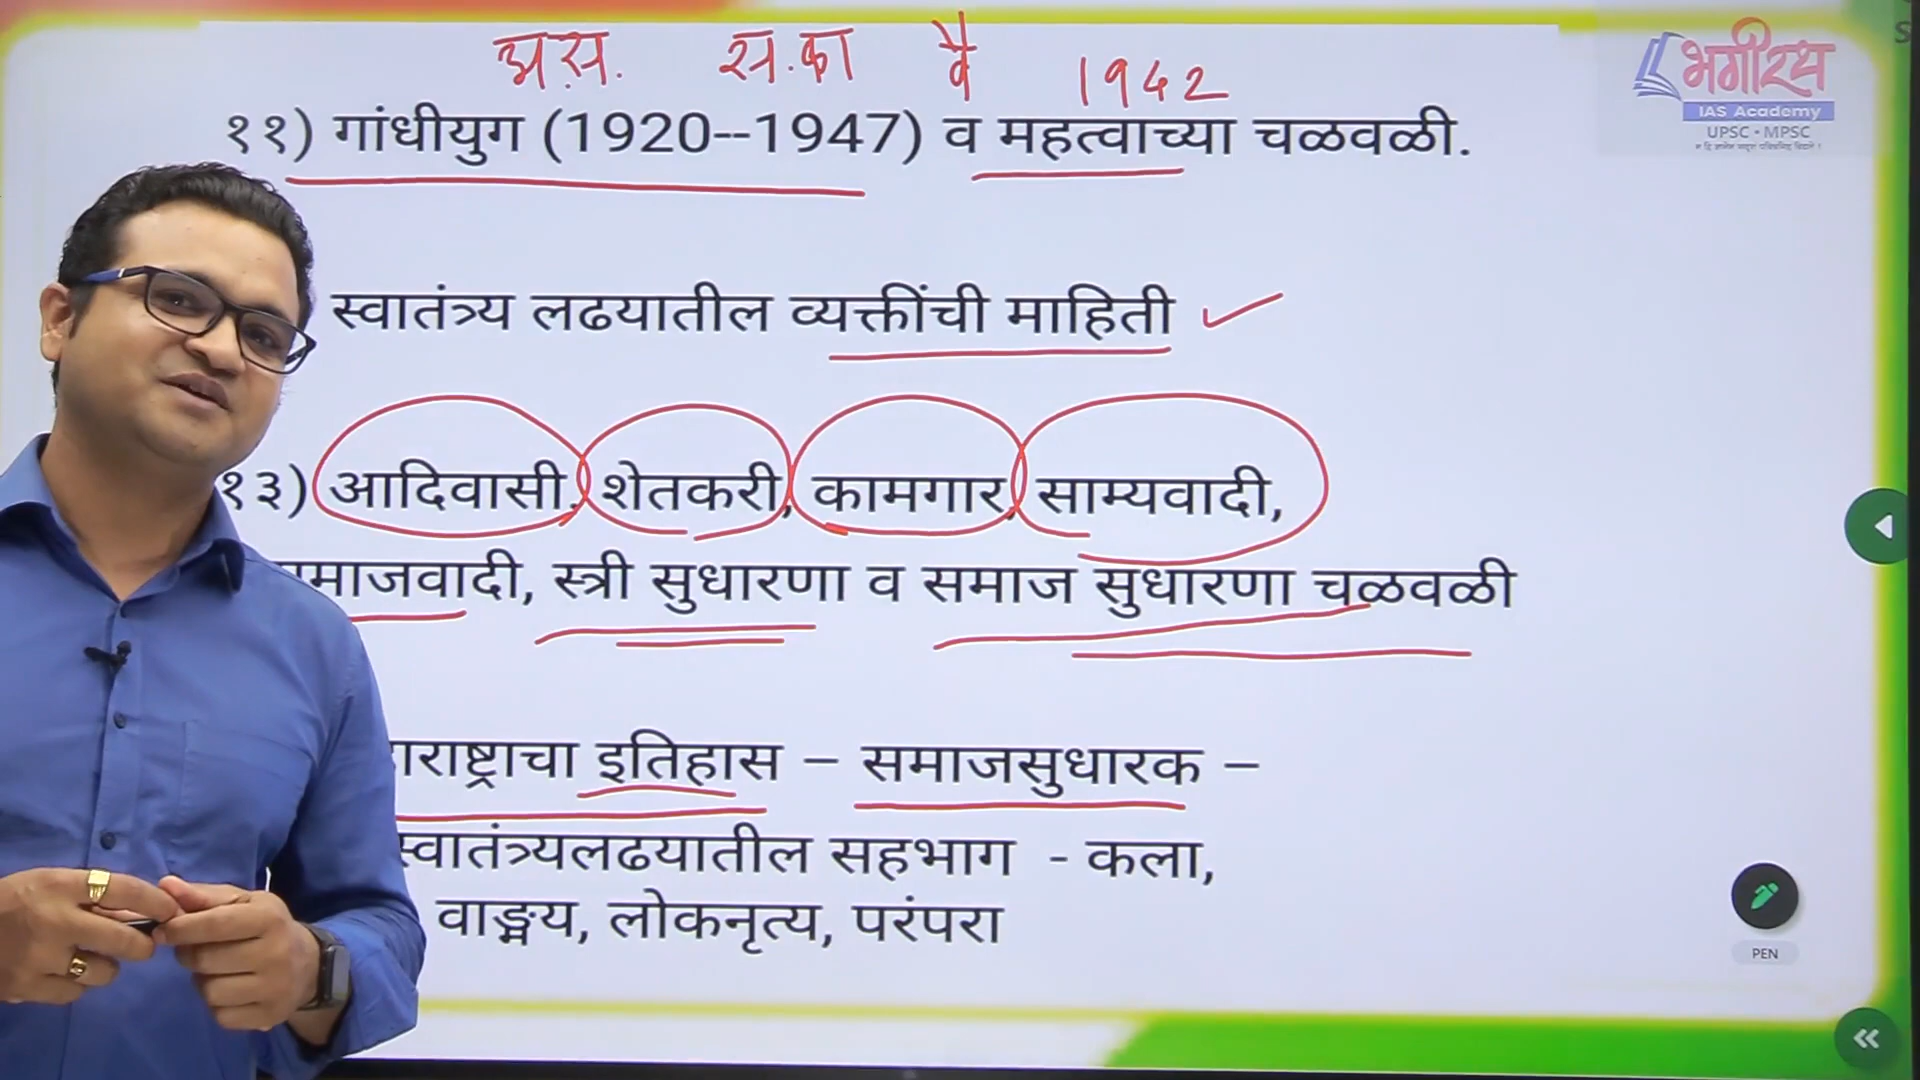 अ.स. स.का वै 1942
भगीरथ
IAS Academy
UPSC • MPSC
११) गांधीयुग (1920--1947) व महत्वाच्या चळवळी.
स्वातंत्र्य लढयातील व्यक्तींची माहिती
१३) आदिवासी, शेतकरी, कामगार, साम्यवादी,
माजवादी, स्त्री सुधारणा व समाज सुधारणा चळवळी
ाराष्ट्राचा इतिहास – समाजसुधारक –
स्वातंत्र्यलढयातील सहभाग - कला,
वाङ्मय, लोकनृत्य, परंपरा
PEN